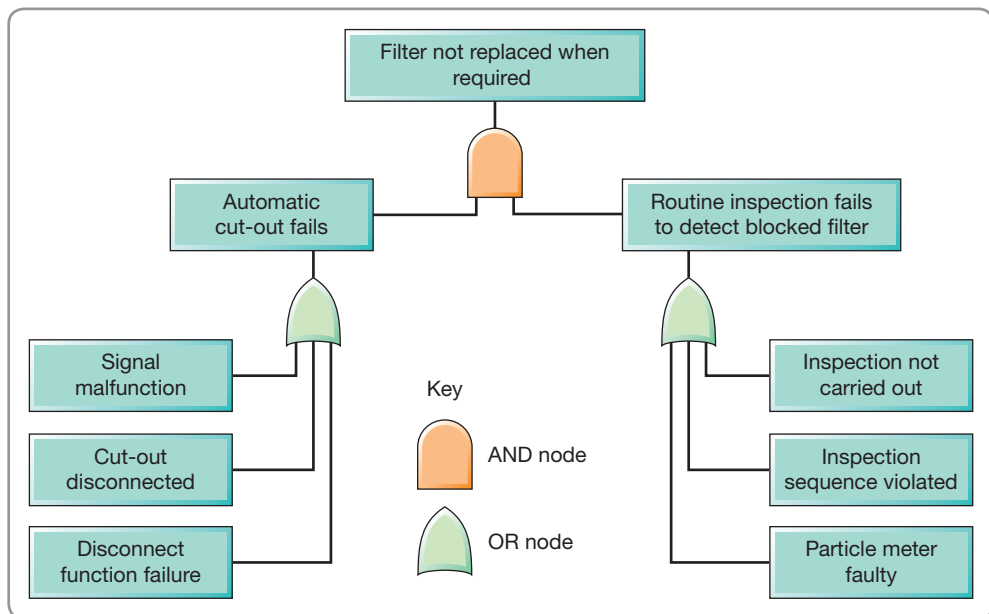 Filter not replaced when
required
Automatic
cut-out fails
Routine inspection fails
to detect blocked filter
Signal
malfunction
Cut-out
disconnected
Disconnect
function failure
Key
AND node
OR node
Inspection not
carried out
Inspection
sequence violated
Particle meter
faulty